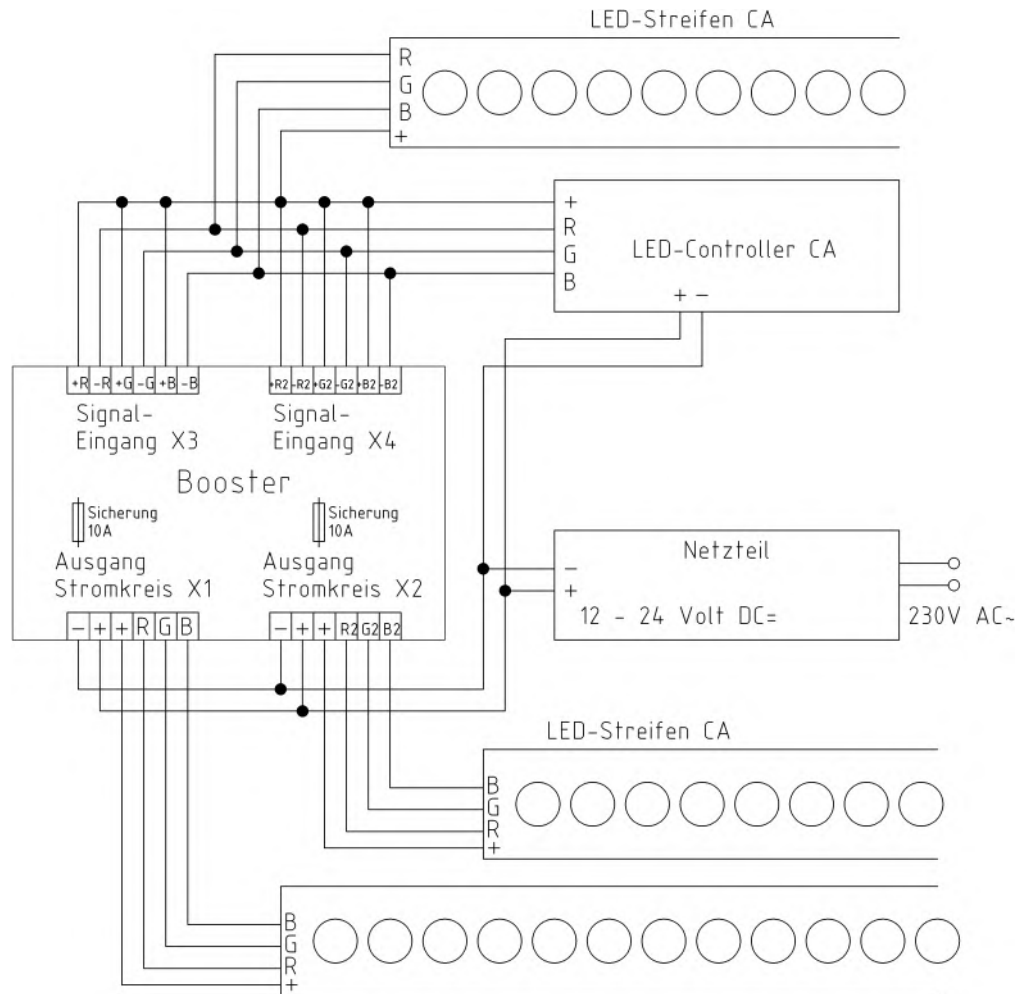 LED-Streifen CA
R
G
B
+
+
R
G
B
LED-Controller CA
+ −
+R -R +G -G +B -B
+R2 -R2 +G2 -G2 +B2 -B2
Signal-
Eingang X3
Signal-
Eingang X4
Booster
Sicherung
10A
Sicherung
10A
Ausgang
Stromkreis X1
Ausgang
Stromkreis X2
− + + R G B
− + + R2 G2 B2
Netzteil
−
+
12 - 24 Volt DC=
230V AC~
LED-Streifen CA
B
G
R
+
B
G
R
+